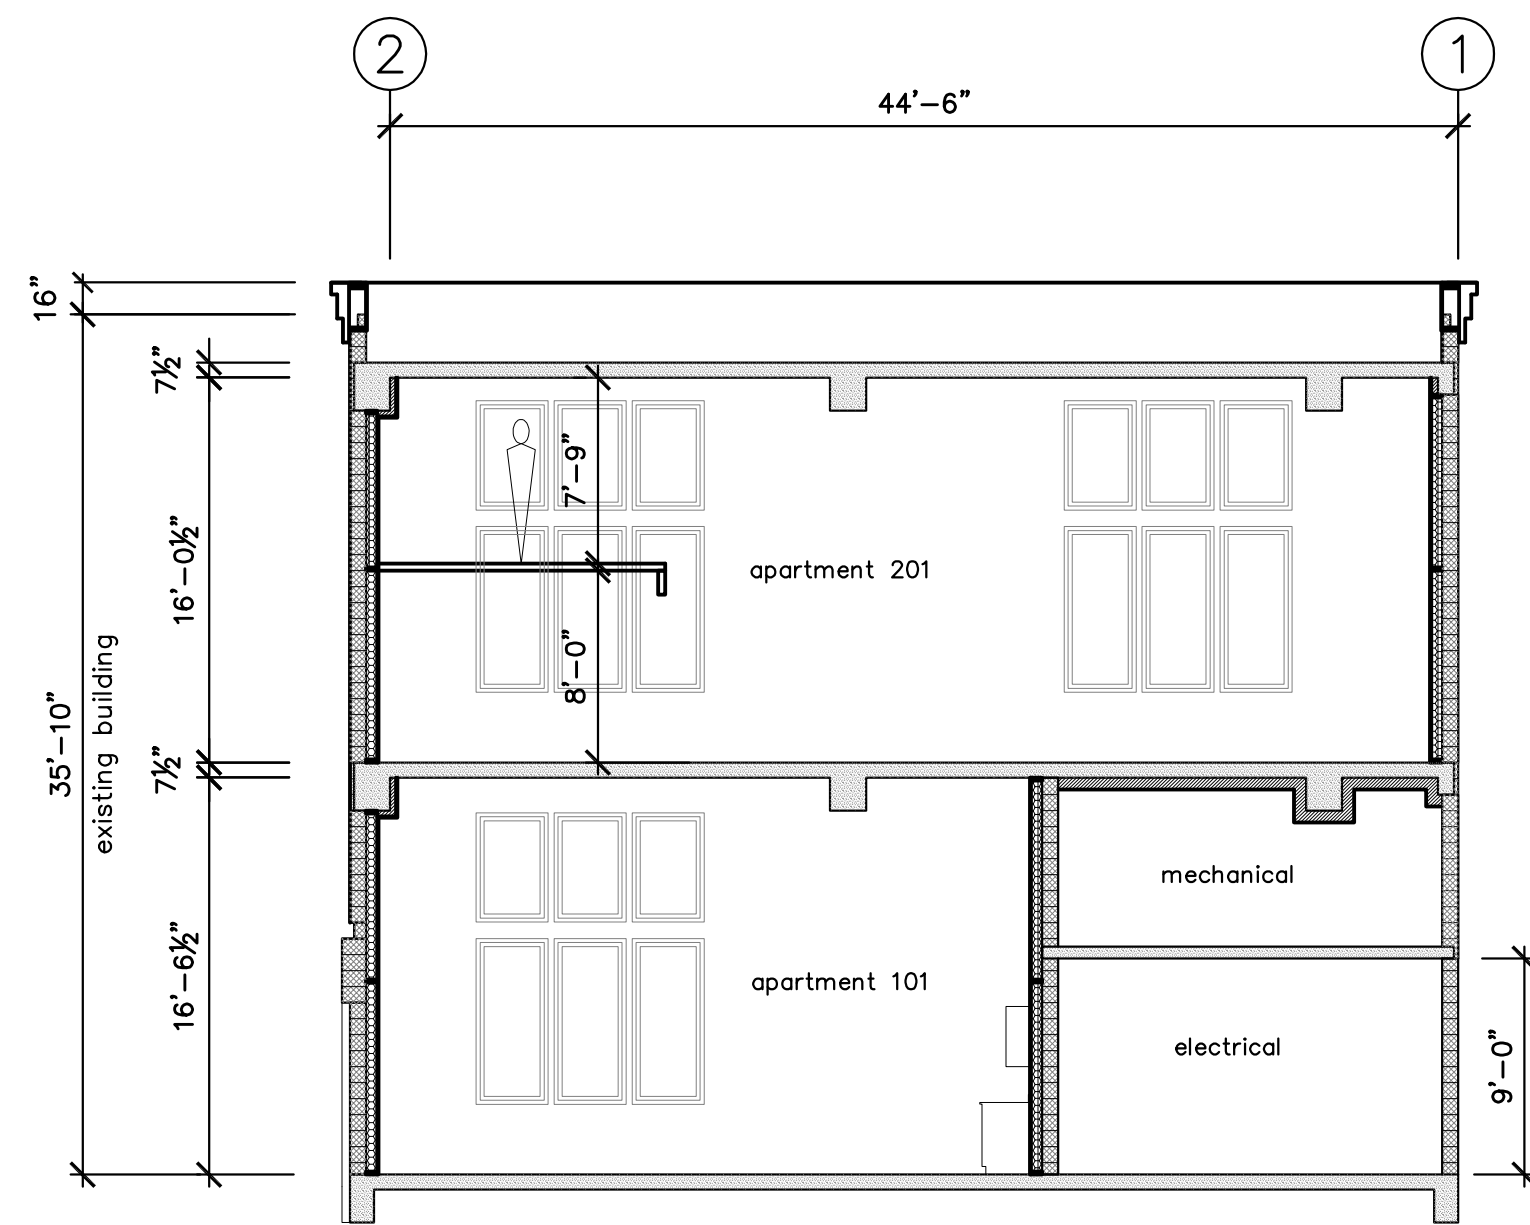 2
1
44'-6"
16"
7½"
7'-9"
16'-0½"
apartment 201
8'-0"
existing building
35'-10"
7½"
mechanical
16'-6½"
apartment 101
electrical
9'-0"